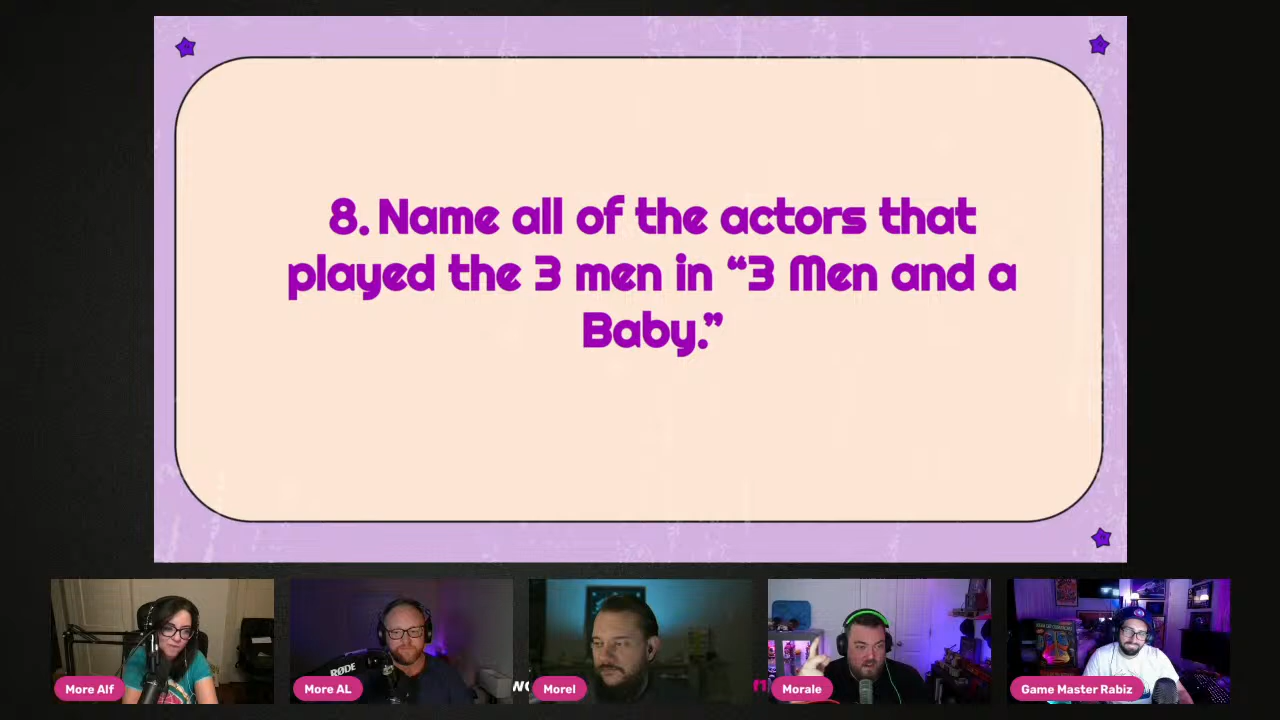 8. Name all of the actors that
played the 3 men in “3 Men and a
Baby.”
RØDE
More Alf
More AL
Morel
Morale
Game Master Rabiz